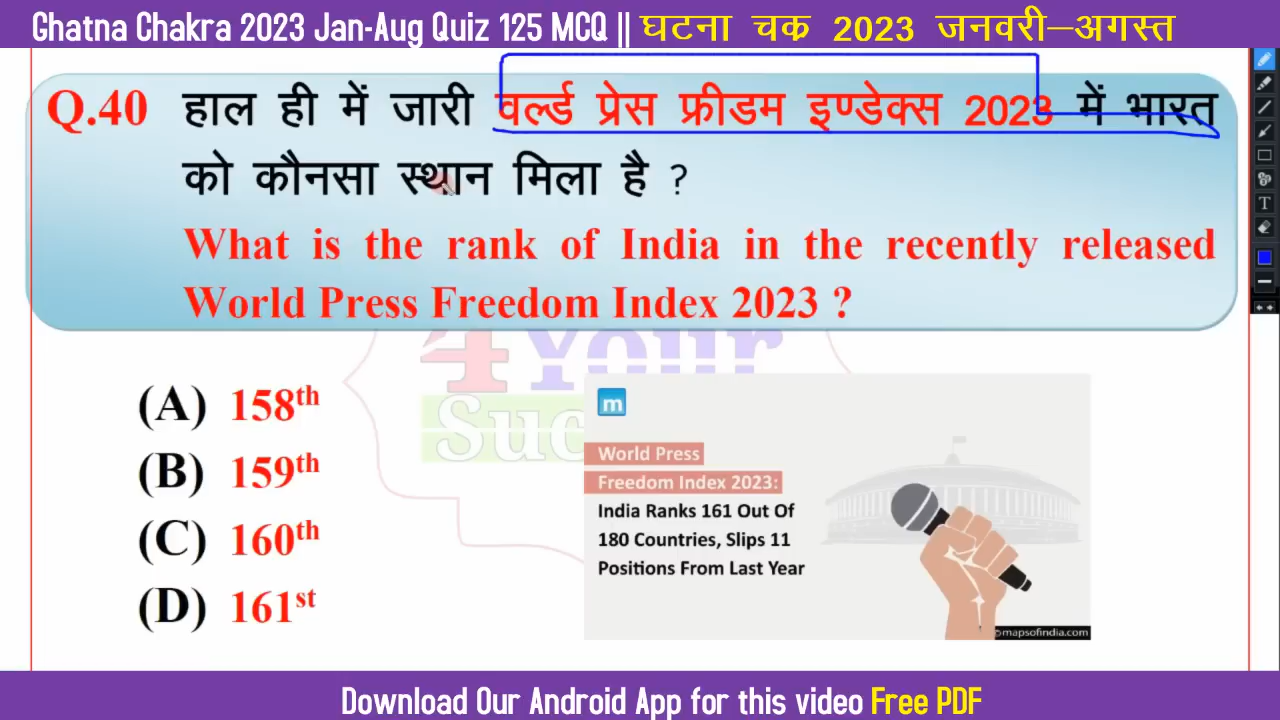 Ghatna Chakra 2023 Jan-Aug Quiz 125 MCQ || घटना चक्र 2023 जनवरी–अगस्त
Q.40 हाल ही में जारी वर्ल्ड प्रेस फ्रीडम इण्डेक्स 2023 में भारत
को कौनसा स्थान मिला है ?
What is the rank of India in the recently released
World Press Freedom Index 2023 ?
4Your
Suc
(A) 158th
(B) 159th
(C) 160th
(D) 161st
m
World Press
Freedom Index 2023:
India Ranks 161 Out Of
180 Countries, Slips 11
Positions From Last Year
©mapsofindia.com
T
Download Our Android App for this video Free PDF